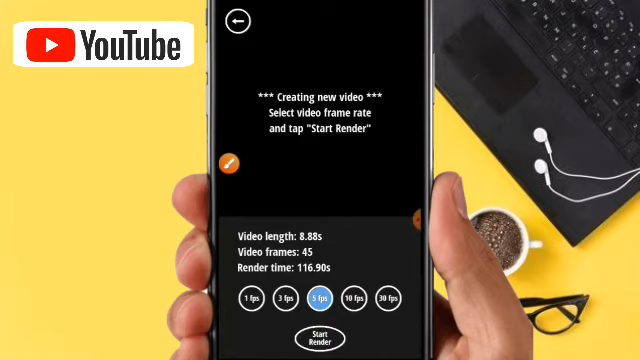 YouTube
*** Creating new video ***
Select video frame rate
and tap "Start Render"
Video length: 8.88s
Video frames: 45
Render time: 116.90s
1 fps
3 fps
5 fps
10 fps
30 fps
Start
Render